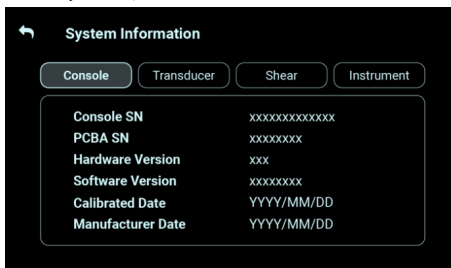 System Information
Console Transducer Shear Instrument
Console SN xxxxxxxxxxxxx
PCBA SN xxxxxxxx
Hardware Version xxx
Software Version xxxxxxxx
Calibrated Date YYYY/MM/DD
Manufacturer Date YYYY/MM/DD